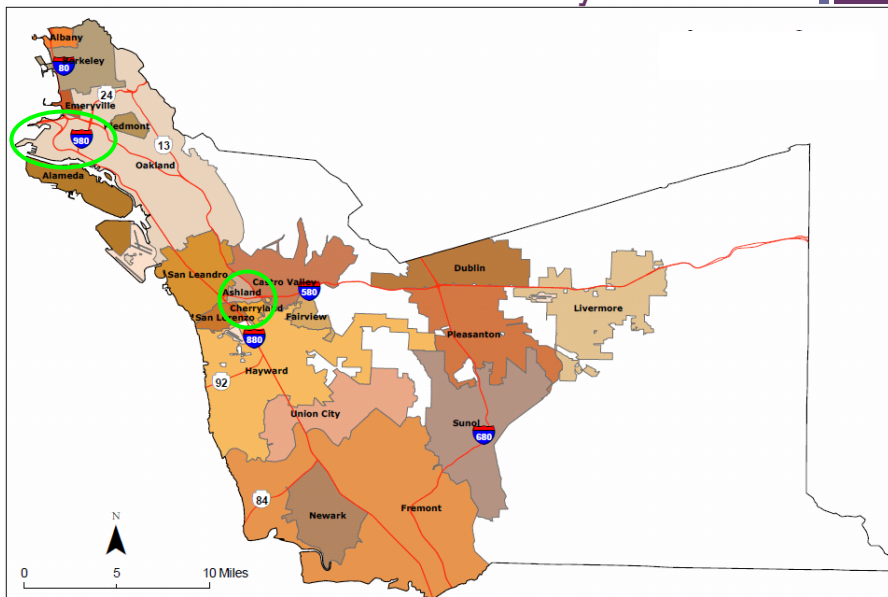 Albany
Berkeley
80
24
Emeryville
Piedmont
980
13
Oakland
Alameda
Dublin
San Leandro
Castro Valley
Ashland
580
Livermore
Cherryland
San Lorenzo
Fairview
Pleasanton
880
Hayward
92
Union City
Sunol
680
84
Newark
Fremont
N
0 5 10 Miles